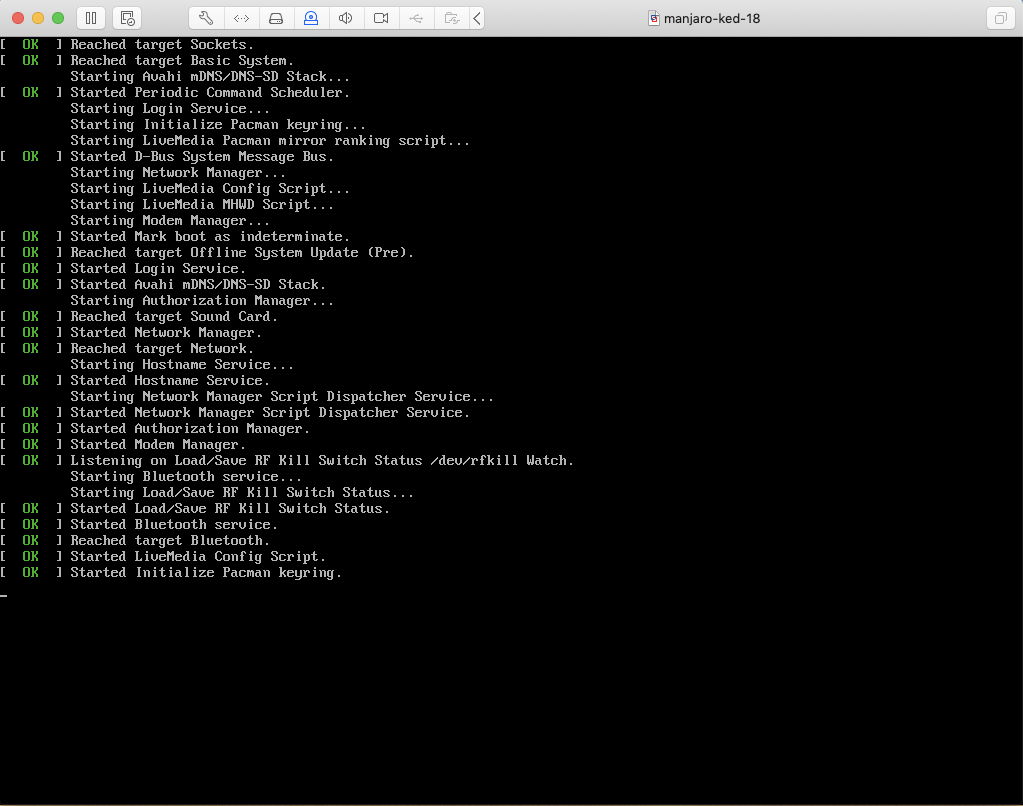 manjaro-ked-18
[  OK  ] Reached target Sockets.
[  OK  ] Reached target Basic System.
         Starting Avahi mDNS/DNS-SD Stack...
[  OK  ] Started Periodic Command Scheduler.
         Starting Login Service...
         Starting Initialize Pacman keyring...
         Starting LiveMedia Pacman mirror ranking script...
[  OK  ] Started D-Bus System Message Bus.
         Starting Network Manager...
         Starting LiveMedia Config Script...
         Starting LiveMedia MHWD Script...
         Starting Modem Manager...
[  OK  ] Started Mark boot as indeterminate.
[  OK  ] Reached target Offline System Update (Pre).
[  OK  ] Started Login Service.
[  OK  ] Started Avahi mDNS/DNS-SD Stack.
         Starting Authorization Manager...
[  OK  ] Reached target Sound Card.
[  OK  ] Started Network Manager.
[  OK  ] Reached target Network.
         Starting Hostname Service...
[  OK  ] Started Hostname Service.
         Starting Network Manager Script Dispatcher Service...
[  OK  ] Started Network Manager Script Dispatcher Service.
[  OK  ] Started Authorization Manager.
[  OK  ] Started Modem Manager.
[  OK  ] Listening on Load/Save RF Kill Switch Status /dev/rfkill Watch.
         Starting Bluetooth service...
         Starting Load/Save RF Kill Switch Status...
[  OK  ] Started Load/Save RF Kill Switch Status.
[  OK  ] Started Bluetooth service.
[  OK  ] Reached target Bluetooth.
[  OK  ] Started LiveMedia Config Script.
[  OK  ] Started Initialize Pacman keyring.